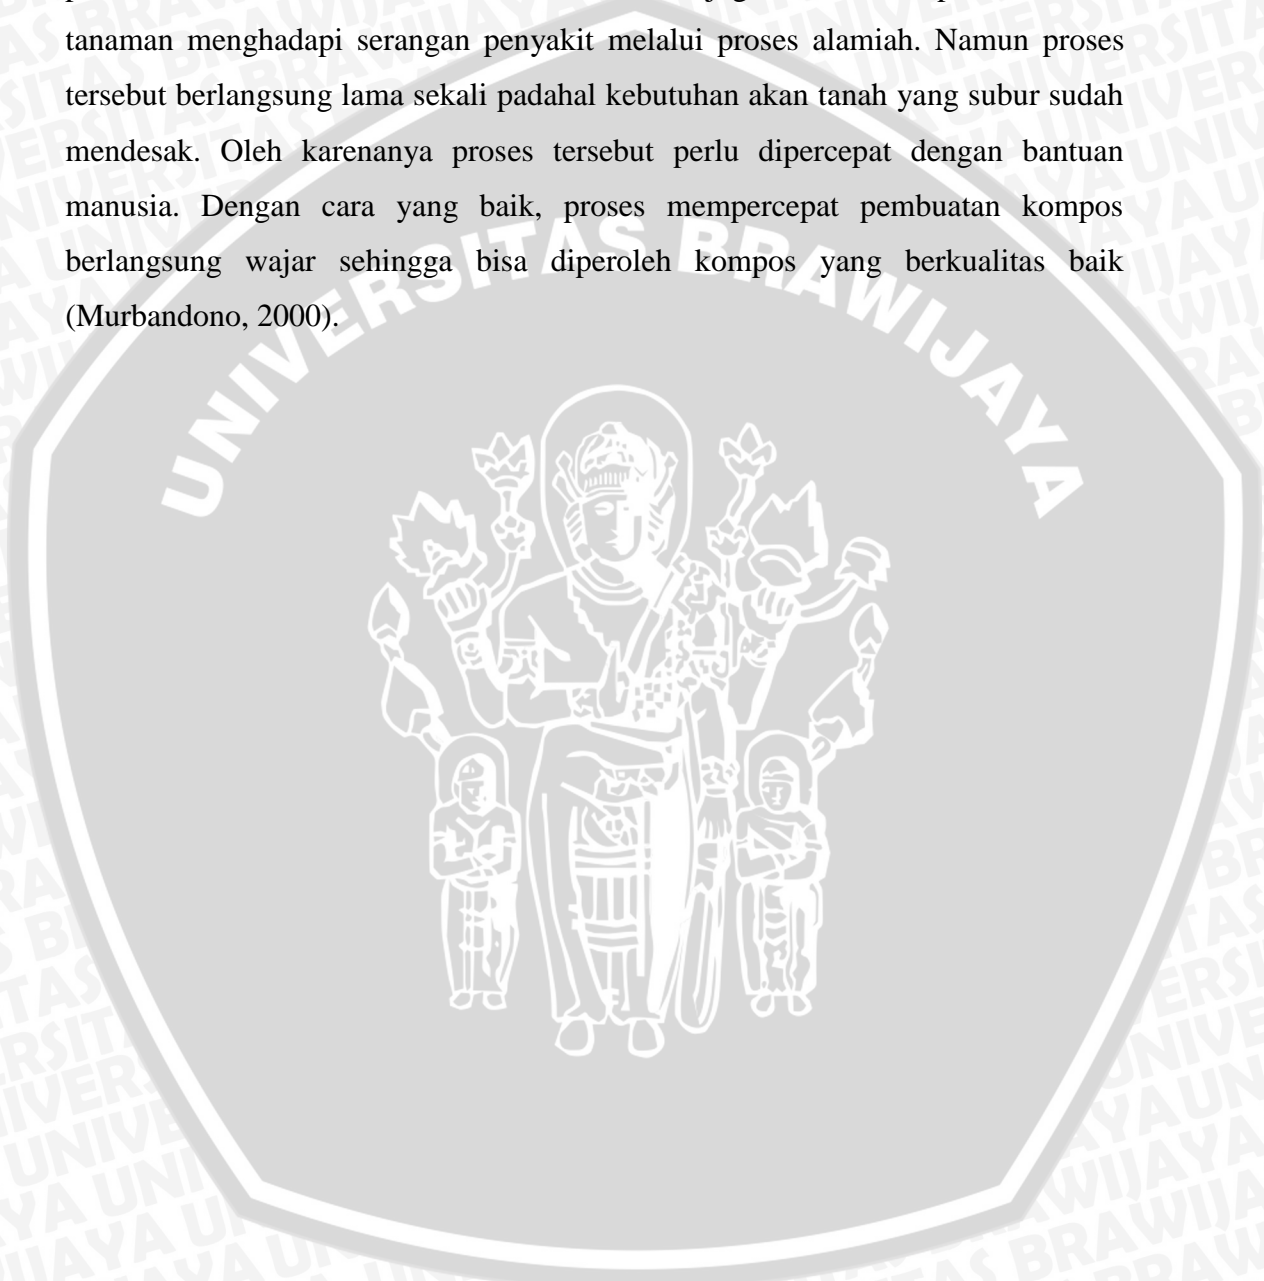 tanaman menghadapi serangan penyakit melalui proses alamiah. Namun proses
tersebut berlangsung lama sekali padahal kebutuhan akan tanah yang subur sudah
mendesak. Oleh karenanya proses tersebut perlu dipercepat dengan bantuan
manusia. Dengan cara yang baik, proses mempercepat pembuatan kompos
berlangsung wajar sehingga bisa diperoleh kompos yang berkualitas baik
(Murbandono, 2000).
UNIVERSITAS BRAWIJAYA